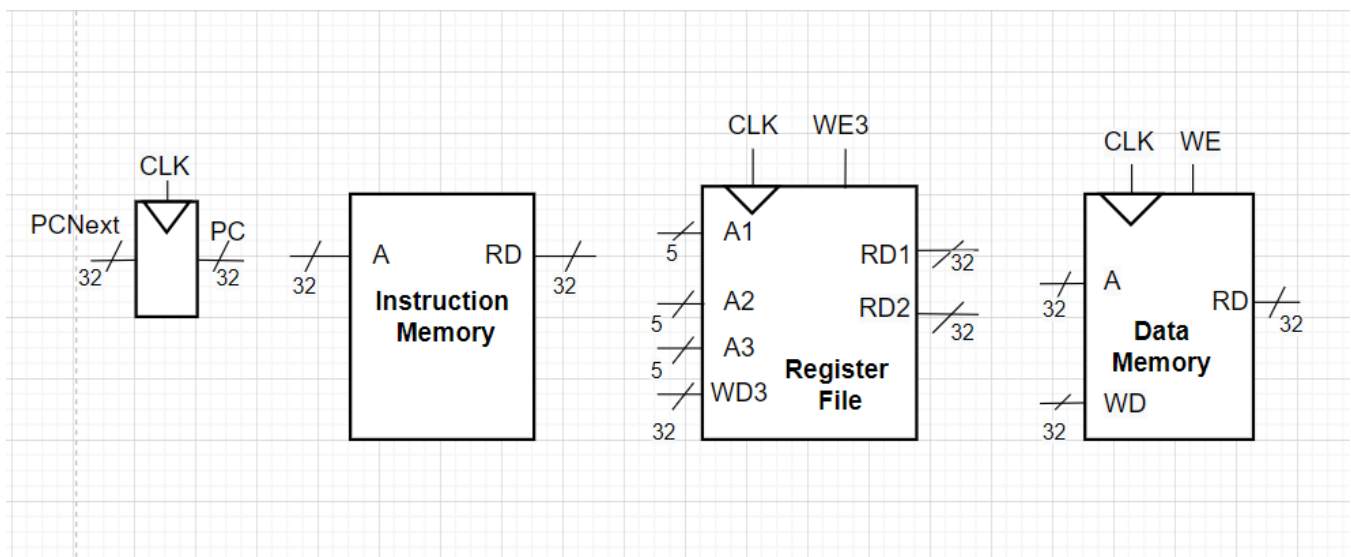 CLK
PCNext
PC
32
32
A
RD
32
32
Instruction
Memory
CLK
WE3
A1
5
A2
5
A3
5
WD3
32
RD1
32
RD2
32
Register
File
CLK
WE
A
32
RD
32
Data
Memory
WD
32